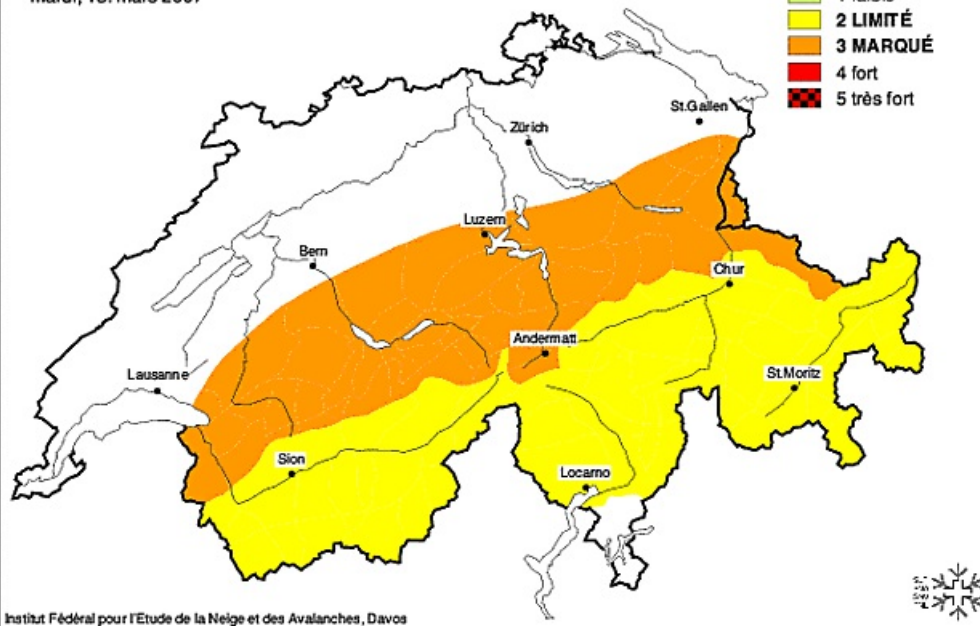 2 LIMITÉ
3 MARQUÉ
4 fort
5 très fort
St.Gallen
Zürich
Luzern
Bern
Chur
Andermatt
Lausanne
St.Moritz
Sion
Locarno
Institut Fédéral pour l'Etude de la Neige et des Avalanches, Davos